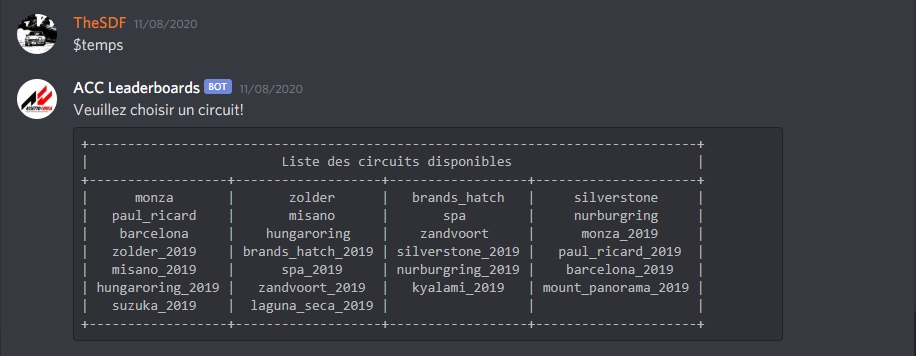 TheSDF 11/08/2020
$temps
ACC Leaderboards BOT 11/08/2020
Veuillez choisir un circuit!
Liste des circuits disponibles
monza | zolder | brands_hatch | silverstone
paul_ricard | misano | spa | nurburgring
barcelona | hungaroring | zandvoort | monza_2019
zolder_2019 | brands_hatch_2019 | silverstone_2019 | paul_ricard_2019
misano_2019 | spa_2019 | nurburgring_2019 | barcelona_2019
hungaroring_2019 | zandvoort_2019 | kyalami_2019 | mount_panorama_2019
suzuka_2019 | laguna_seca_2019 | |